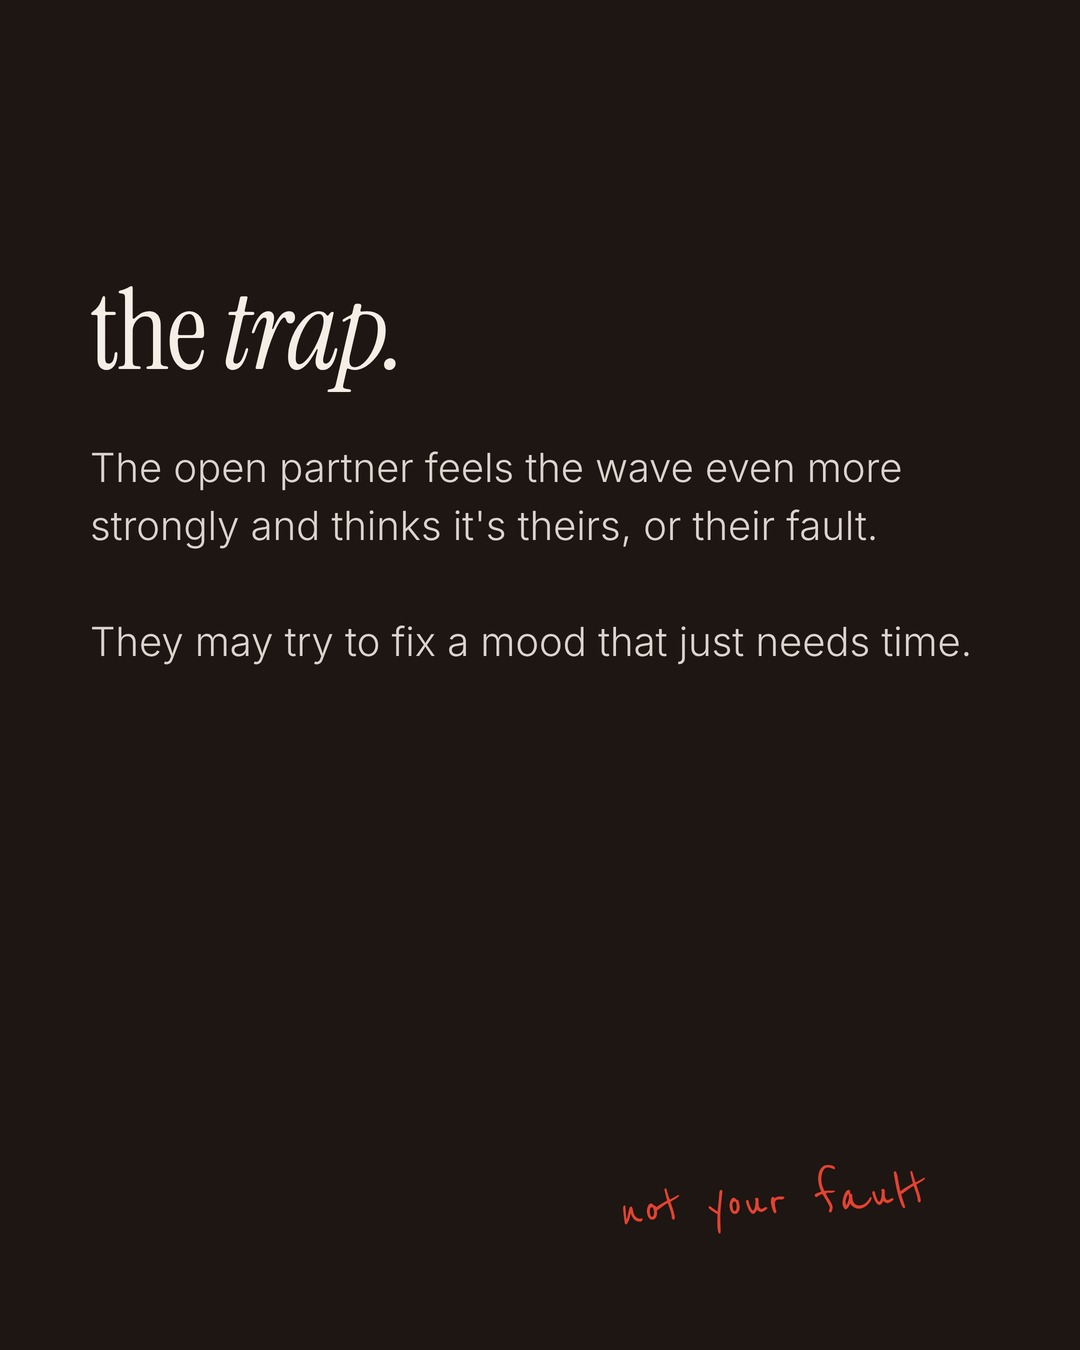 the trap.
The open partner feels the wave even more
strongly and thinks it's theirs, or their fault.
They may try to fix a mood that just needs time.
not your fault